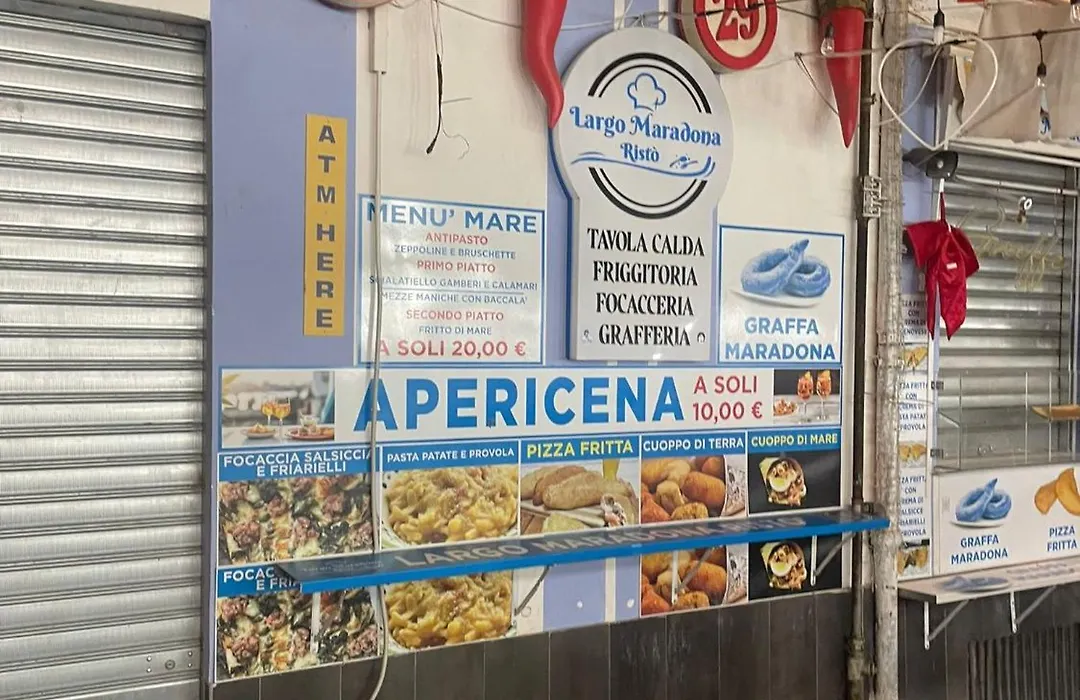 29
Largo Maradona
Ristò
ATM HERE
MENU' MARE
ANTIPASTO
ZEPPOLINE E BRUSCHETTE
PRIMO PIATTO
SCIALATIELLO GAMBERI E CALAMARI
MEZZE MANICHE CON BACCALA'
SECONDO PIATTO
FRITTO DI MARE
A SOLI 20,00 €
TAVOLA CALDA
FRIGGITORIA
FOCACCERIA
GRAFFERIA
GRAFFA
MARADONA
APERICENA
A SOLI
10,00 €
FOCACCIA SALSICCIA
E FRIARIELLI
PASTA PATATE E PROVOLA
PIZZA FRITTA
CUOPPO DI TERRA
CUOPPO DI MARE
LARGO MARADONA
GRAFFA
MARADONA
PIZZA
FRITTA